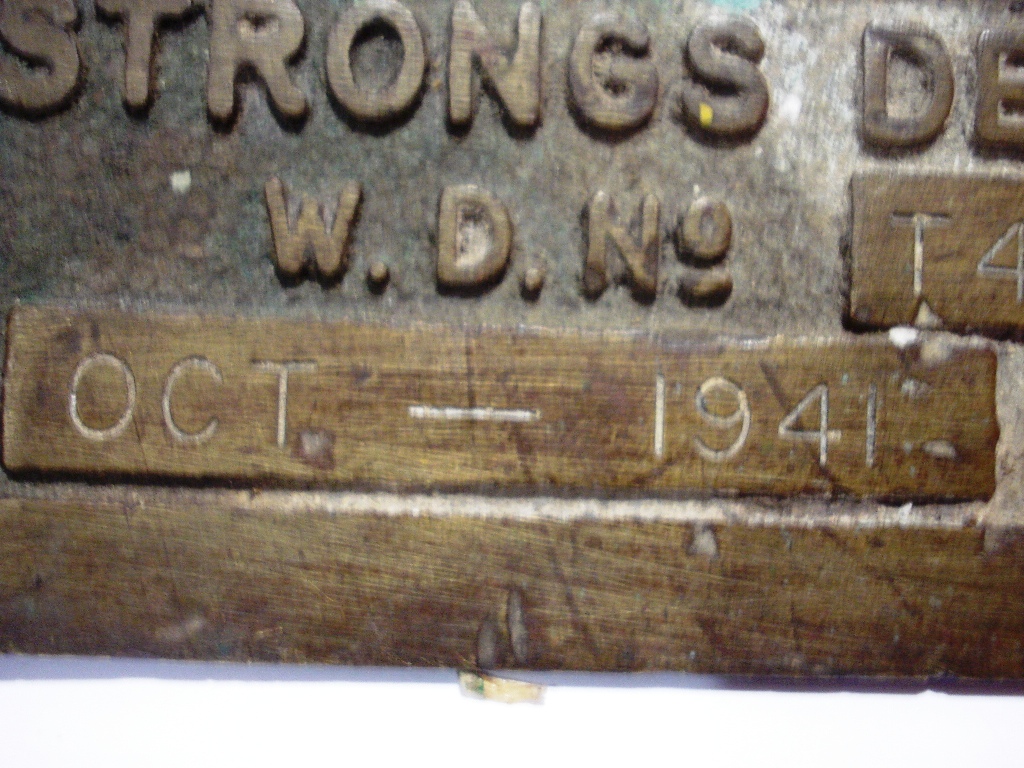 STRONGS DE
W.D. Nº T4
OCT — 1941